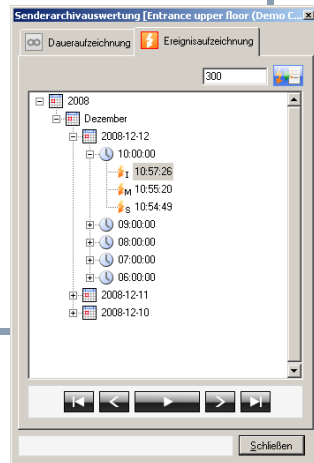 Senderarchivauswertung [Entrance upper floor (Demo C...
Daueraufzeichnung Ereignisaufzeichnung
300
2008
Dezember
2008-12-12
10:00:00
I 10:57:26
M 10:55:20
S 10:54:49
09:00:00
08:00:00
07:00:00
06:00:00
2008-12-11
2008-12-10
Schließen